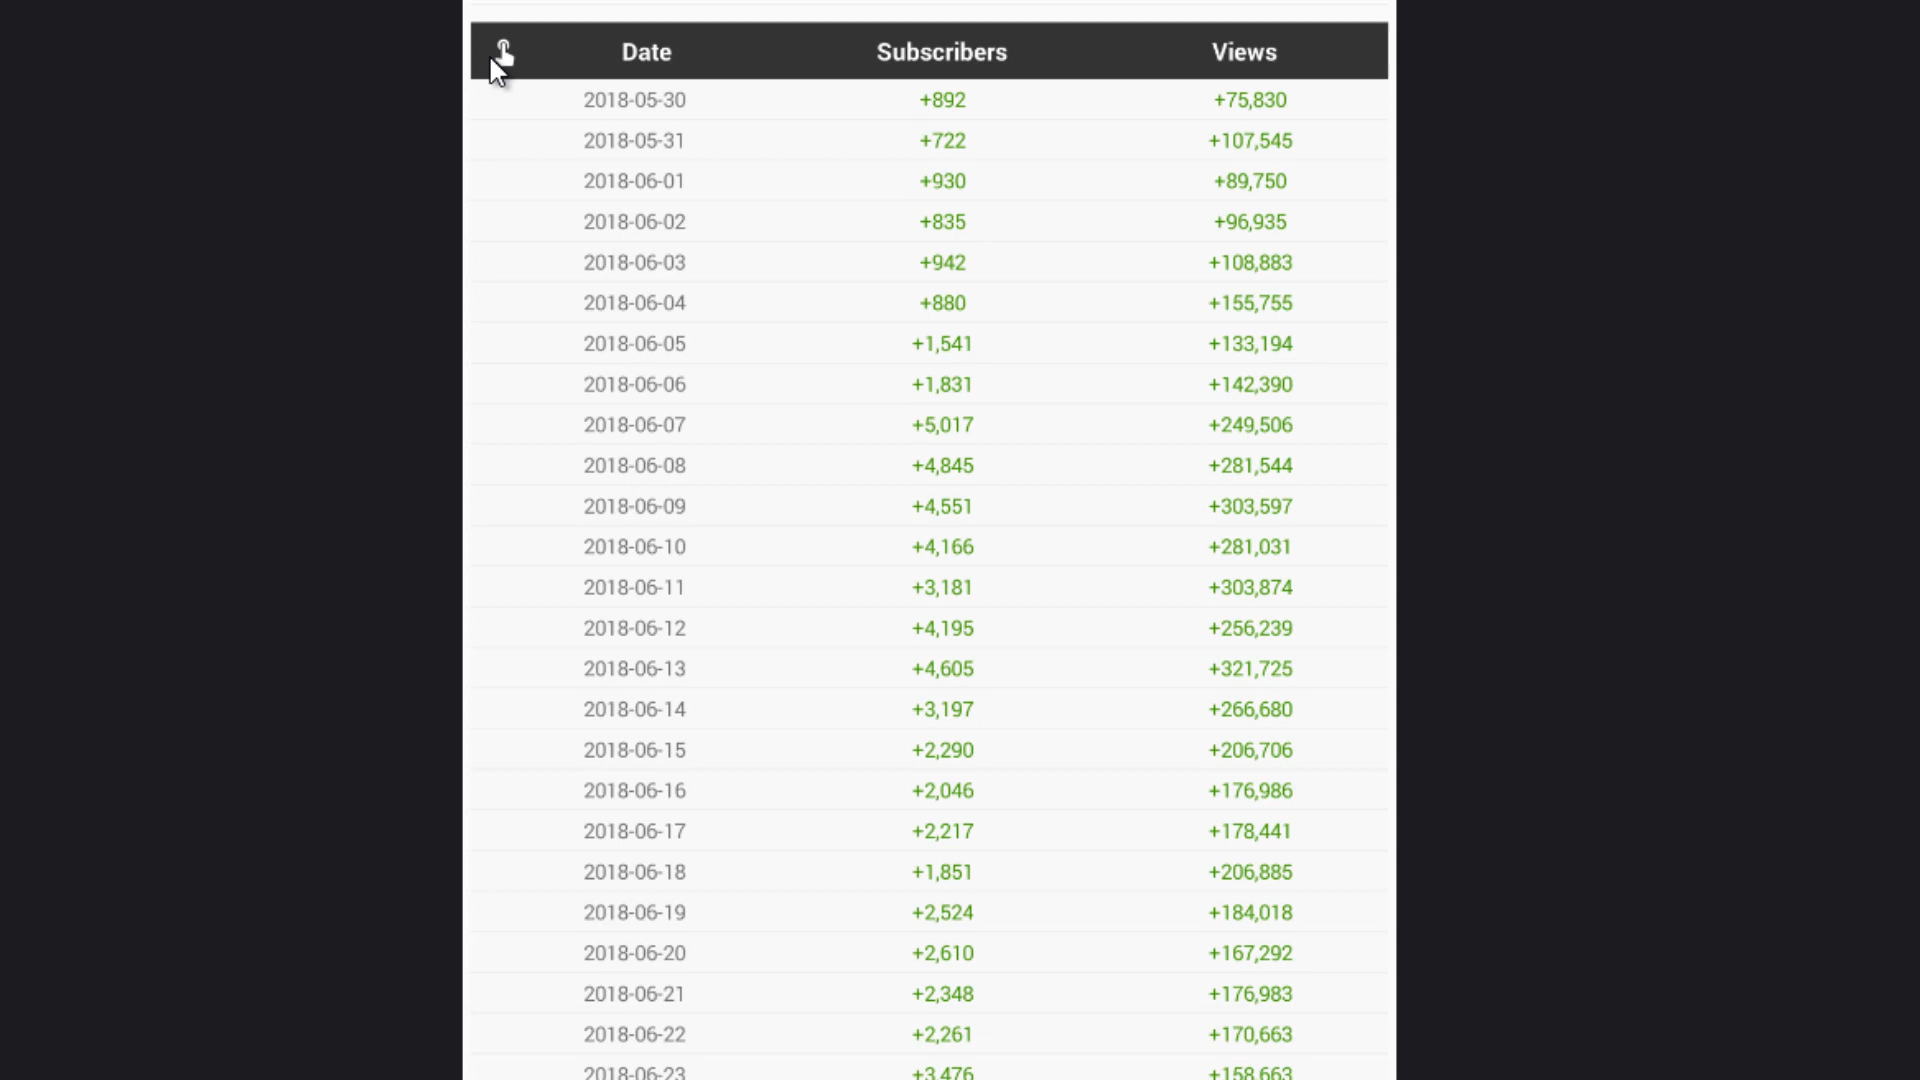 Date Subscribers Views
2018-05-30 +892 +75,830
2018-05-31 +722 +107,545
2018-06-01 +930 +89,750
2018-06-02 +835 +96,935
2018-06-03 +942 +108,883
2018-06-04 +880 +155,755
2018-06-05 +1,541 +133,194
2018-06-06 +1,831 +142,390
2018-06-07 +5,017 +249,506
2018-06-08 +4,845 +281,544
2018-06-09 +4,551 +303,597
2018-06-10 +4,166 +281,031
2018-06-11 +3,181 +303,874
2018-06-12 +4,195 +256,239
2018-06-13 +4,605 +321,725
2018-06-14 +3,197 +266,680
2018-06-15 +2,290 +206,706
2018-06-16 +2,046 +176,986
2018-06-17 +2,217 +178,441
2018-06-18 +1,851 +206,885
2018-06-19 +2,524 +184,018
2018-06-20 +2,610 +167,292
2018-06-21 +2,348 +176,983
2018-06-22 +2,261 +170,663
2018-06-23 +3,476 +158,663